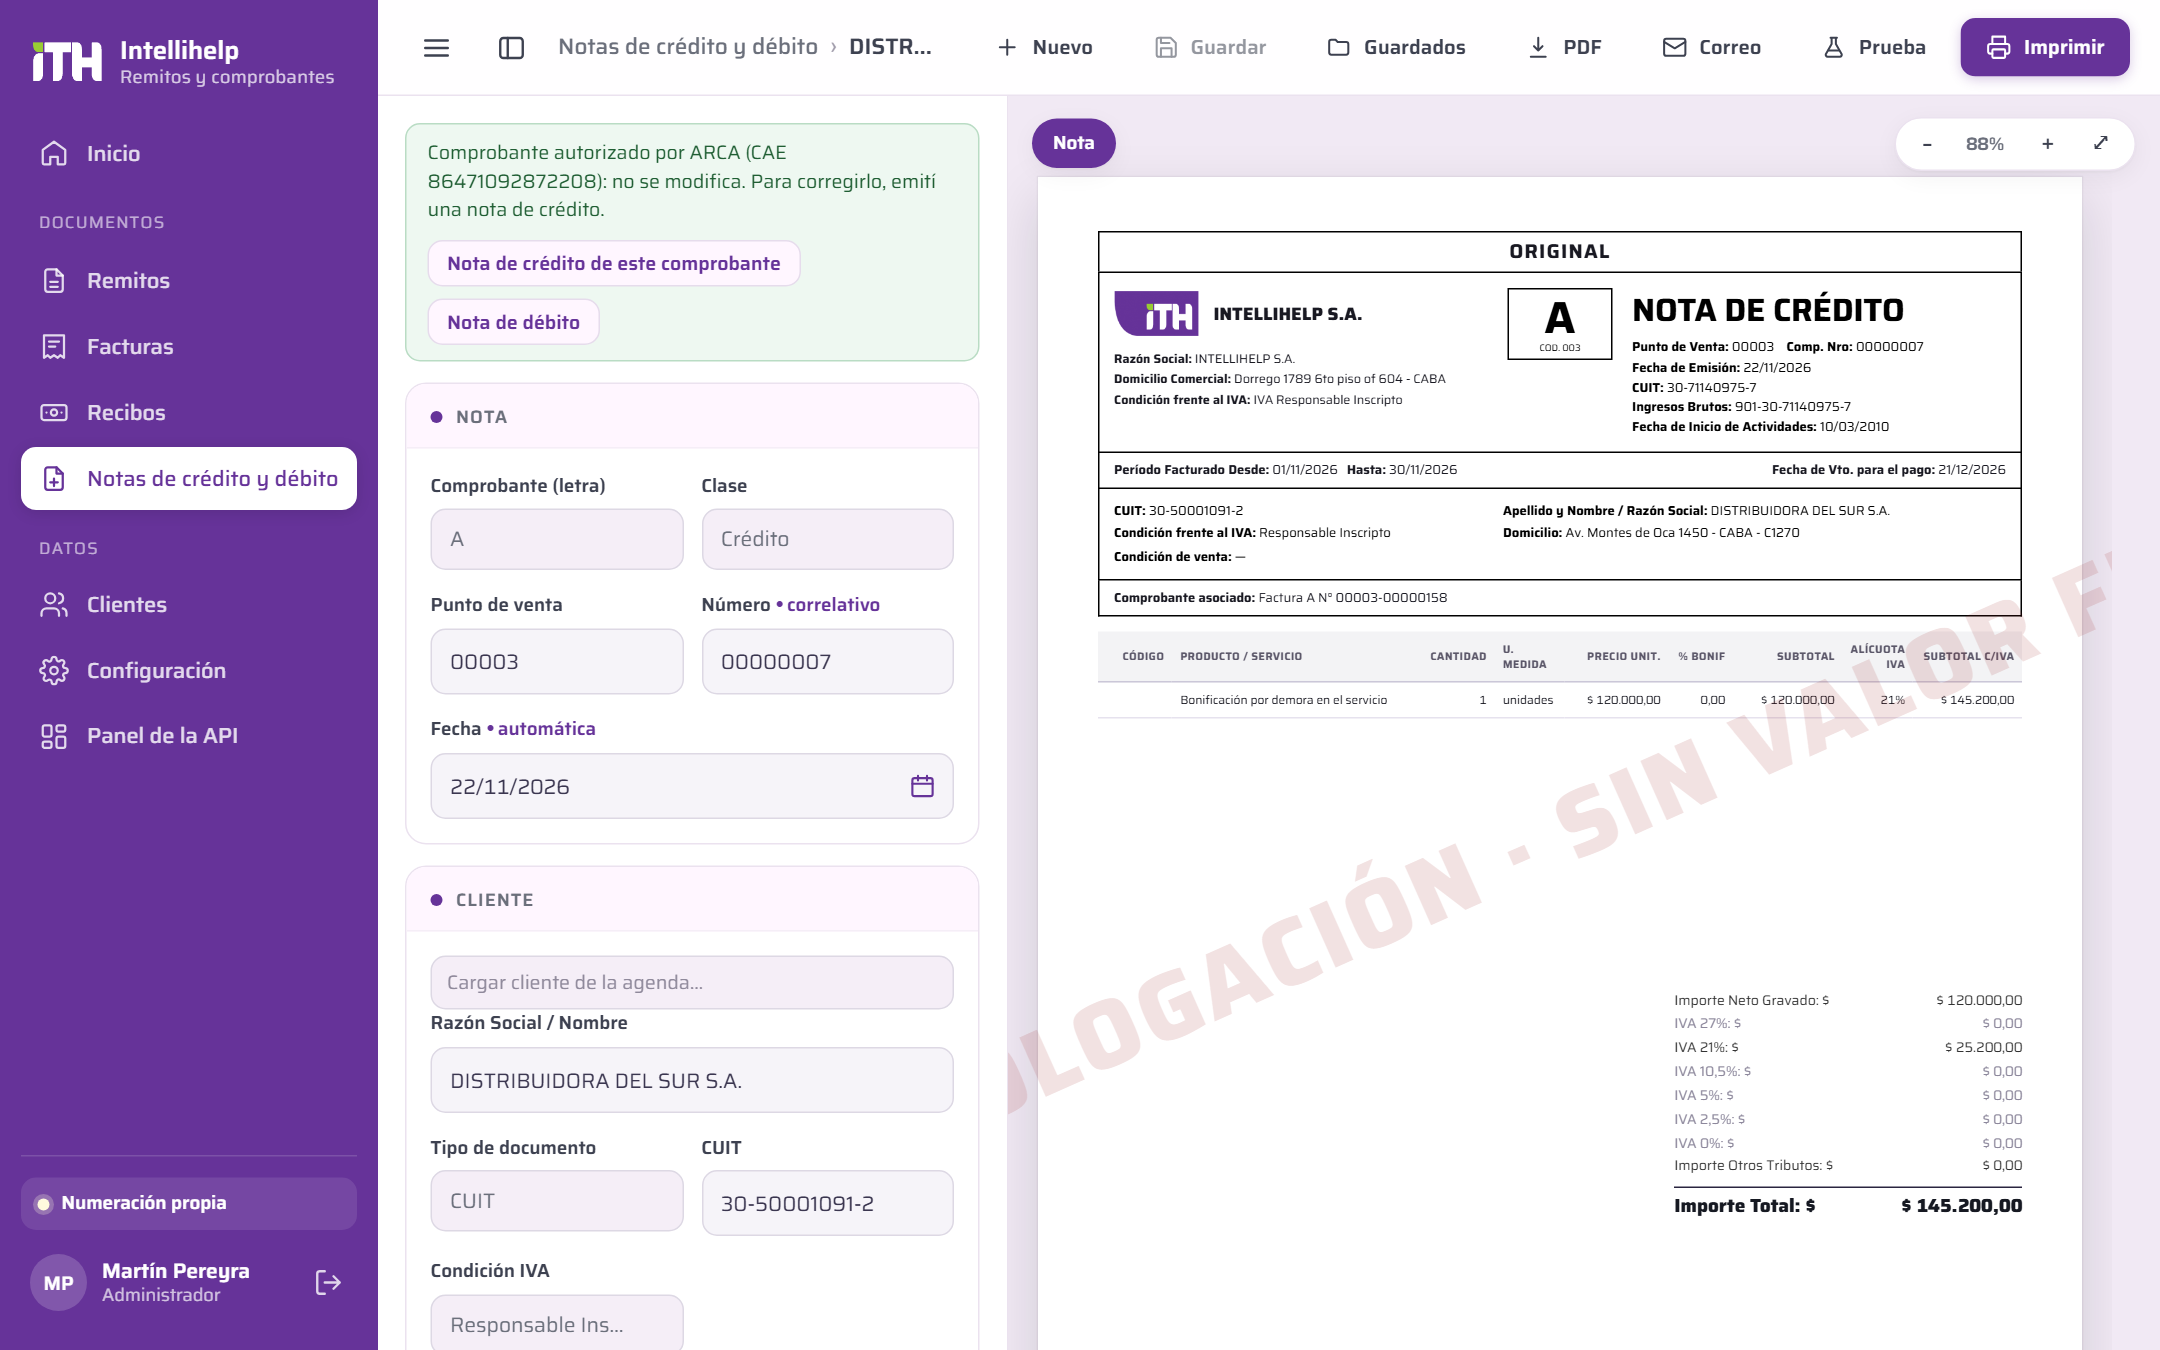 iTH
Intellihelp
Remitos y comprobantes
Inicio
DOCUMENTOS
Remitos
Facturas
Recibos
Notas de crédito y débito
DATOS
Clientes
Configuración
Panel de la API
Numeración propia
MP
Martín Pereyra
Administrador
Notas de crédito y débito › DISTR...
Nuevo
Guardar
Guardados
PDF
Correo
Prueba
Imprimir
Comprobante autorizado por ARCA (CAE
86471092872208): no se modifica. Para corregirlo, emití
una nota de crédito.
Nota de crédito de este comprobante
Nota de débito
NOTA
Comprobante (letra)
Clase
A
Crédito
Punto de venta
Número • correlativo
00003
00000007
Fecha • automática
22/11/2026
CLIENTE
Cargar cliente de la agenda...
Razón Social / Nombre
DISTRIBUIDORA DEL SUR S.A.
Tipo de documento
CUIT
CUIT
30-50001091-2
Condición IVA
Responsable Ins...
Nota
– 88% +
ORIGINAL
iTH
INTELLIHELP S.A.
Razón Social: INTELLIHELP S.A.
Domicilio Comercial: Dorrego 1789 6to piso of 604 - CABA
Condición frente al IVA: IVA Responsable Inscripto
A
COD. 003
NOTA DE CRÉDITO
Punto de Venta: 00003 Comp. Nro: 00000007
Fecha de Emisión: 22/11/2026
CUIT: 30-71140975-7
Ingresos Brutos: 901-30-71140975-7
Fecha de Inicio de Actividades: 10/03/2010
Período Facturado Desde: 01/11/2026 Hasta: 30/11/2026
Fecha de Vto. para el pago: 21/12/2026
CUIT: 30-50001091-2
Apellido y Nombre / Razón Social: DISTRIBUIDORA DEL SUR S.A.
Condición frente al IVA: Responsable Inscripto
Domicilio: Av. Montes de Oca 1450 - CABA - C1270
Condición de venta: —
Comprobante asociado: Factura A N° 00003-00000158
CÓDIGO PRODUCTO / SERVICIO CANTIDAD U. MEDIDA PRECIO UNIT. % BONIF SUBTOTAL ALÍCUOTA IVA SUBTOTAL C/IVA
Bonificación por demora en el servicio 1 unidades $ 120.000,00 0,00 $ 120.000,00 21% $ 145.200,00
OLOGACIÓN · SIN VALOR F
Importe Neto Gravado: $ $ 120.000,00
IVA 27%: $ $ 0,00
IVA 21%: $ $ 25.200,00
IVA 10,5%: $ $ 0,00
IVA 5%: $ $ 0,00
IVA 2,5%: $ $ 0,00
IVA 0%: $ $ 0,00
Importe Otros Tributos: $ $ 0,00
Importe Total: $ $ 145.200,00